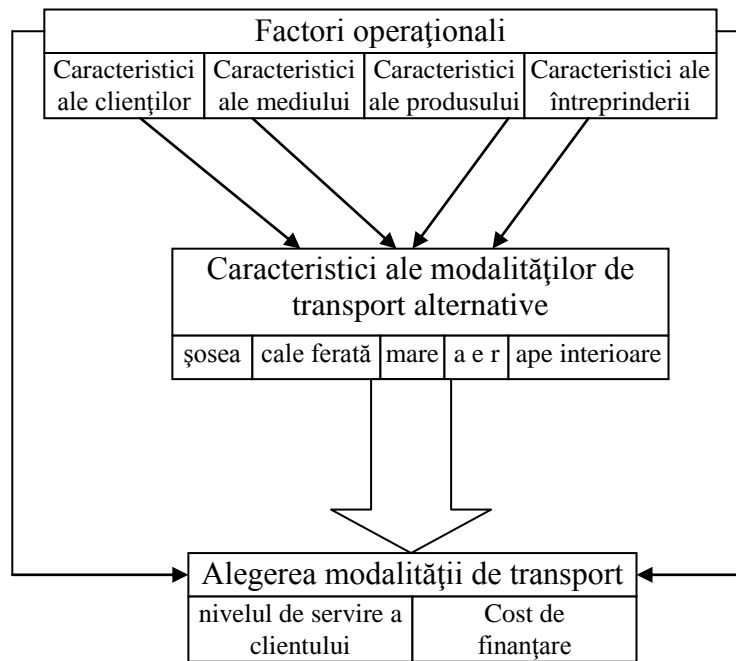 Factori operaţionali
Caracteristici
ale clienţilor
Caracteristici
ale mediului
Caracteristici
ale produsului
Caracteristici ale
întreprinderii
Caracteristici ale modalităţilor de
transport alternative
şosea
cale ferată
mare
a e r
ape interioare
Alegerea modalităţii de transport
nivelul de servire a
clientului
Cost de
finanţare